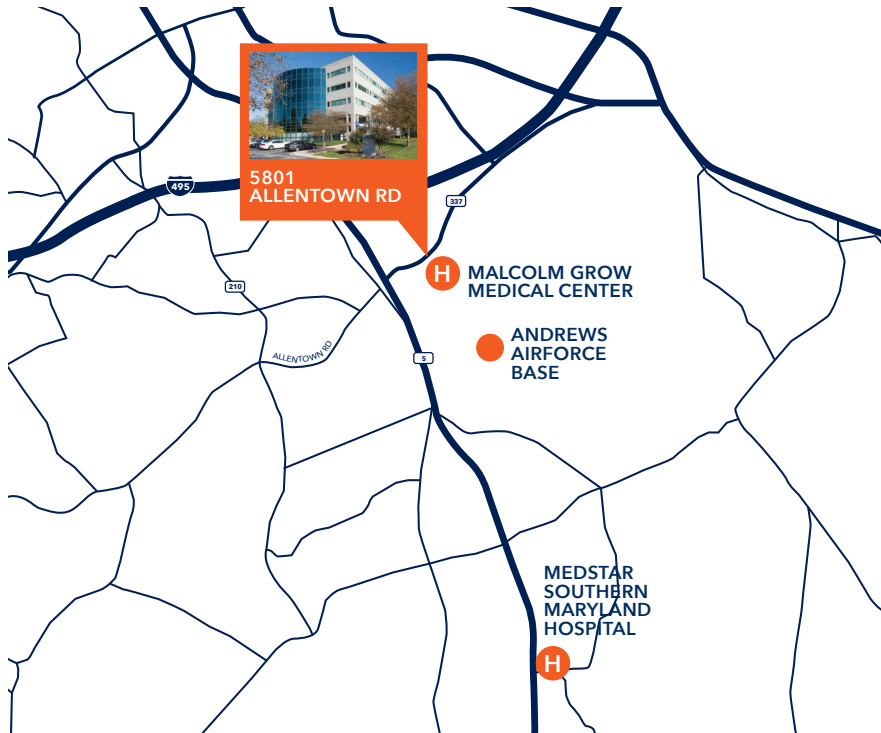 5801
ALLENTOWN RD
495
337
H
MALCOLM GROW
MEDICAL CENTER
210
ANDREWS
AIRFORCE
BASE
ALLENTOWN RD
5
MEDSTAR
SOUTHERN
MARYLAND
HOSPITAL
H